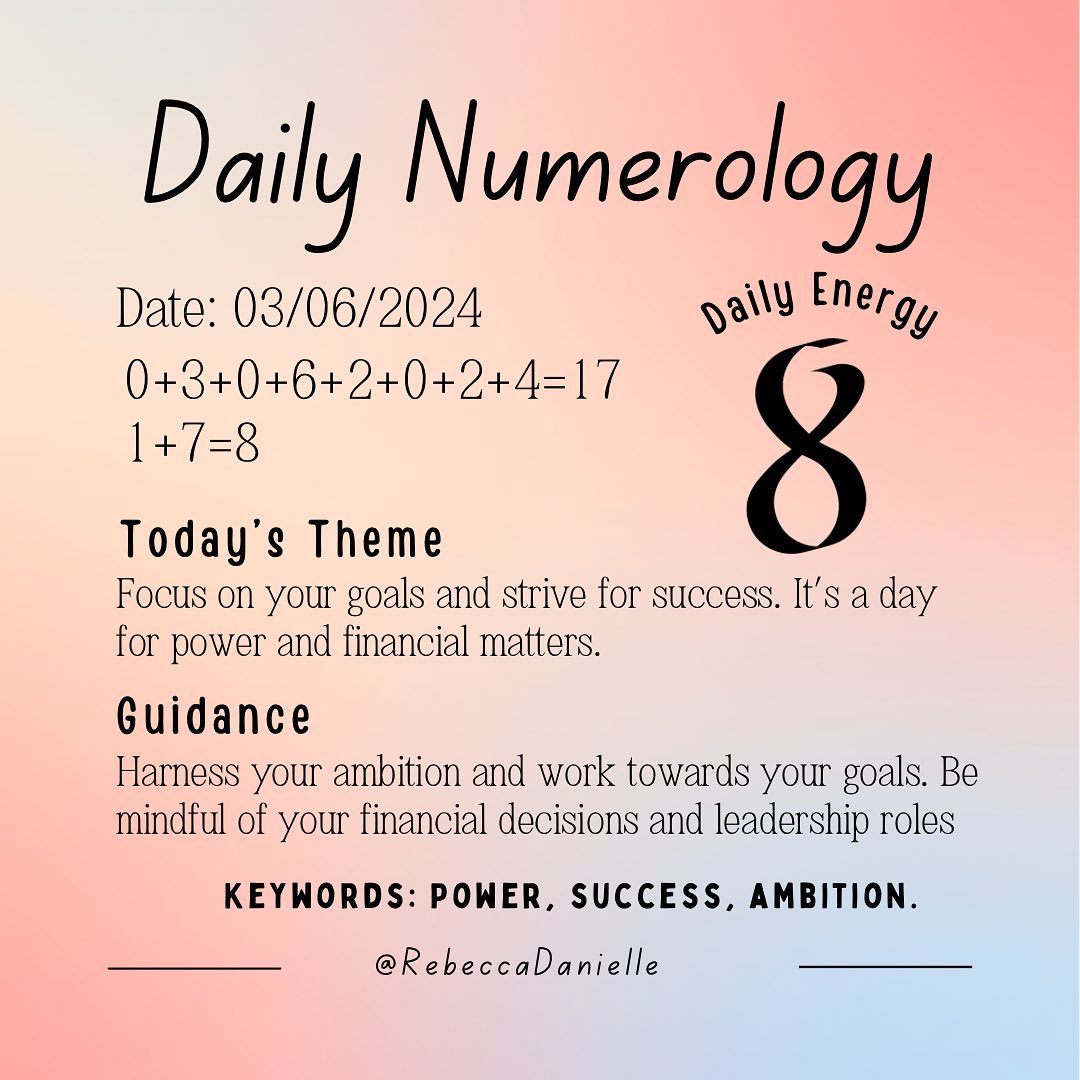 Daily Numerology
Date: 03/06/2024
Daily Energy
0+3+0+6+2+0+2+4=17
1+7=8
8
Today's Theme
Focus on your goals and strive for success. It's a day
for power and financial matters.
Guidance
Harness your ambition and work towards your goals. Be
mindful of your financial decisions and leadership roles
KEYWORDS: POWER, SUCCESS, AMBITION.
@RebeccaDanielle